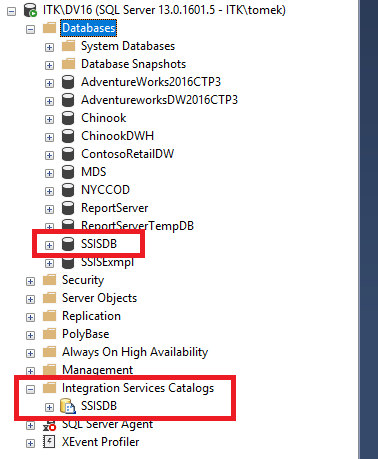 ITK\DV16 (SQL Server 13.0.1601.5 - ITK\tomek)
Databases
System Databases
Database Snapshots
AdventureWorks2016CTP3
AdventureworksDW2016CTP3
Chinook
ChinookDWH
ContosoRetailDW
MDS
NYCCOD
ReportServer
ReportServerTempDB
SSISDB
SSISExmpl
Security
Server Objects
Replication
PolyBase
Always On High Availability
Management
Integration Services Catalogs
SSISDB
SQL Server Agent
XEvent Profiler